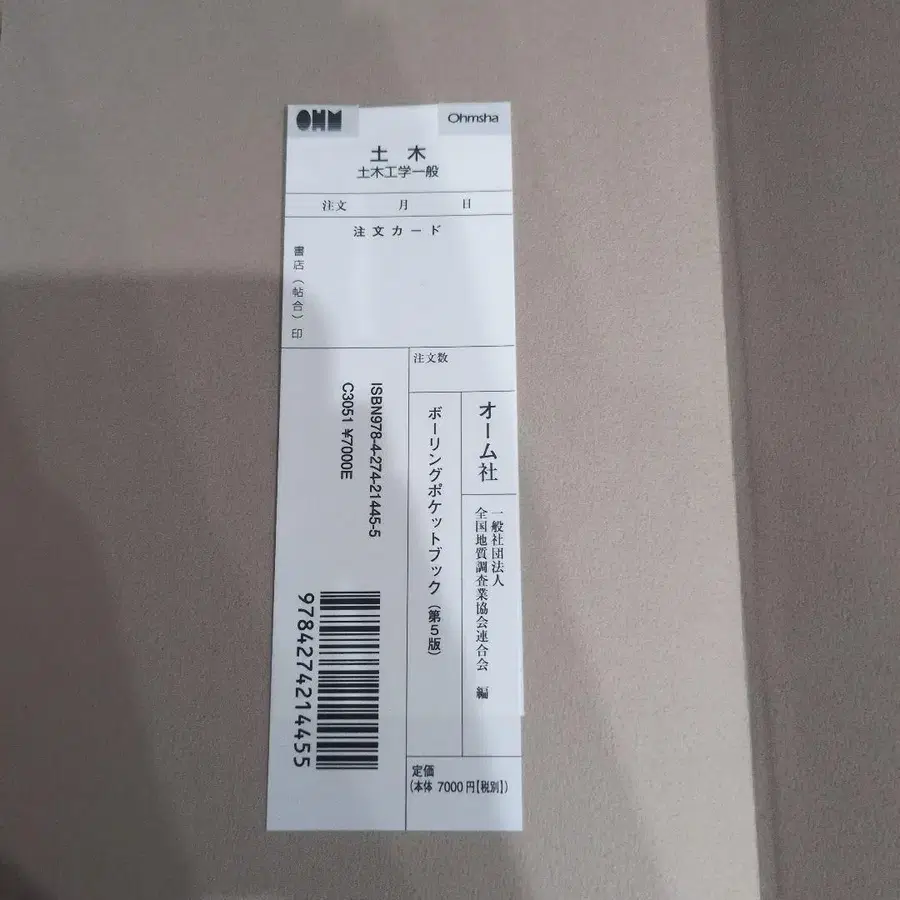 OHM
Ohmsha
土木
土木工学一般
注文 月 日
注文カード
書店（帖合）印
注文数
オーム社
一般社団法人
全国地質調査業協会連合会 編
ボーリングポケットブック（第5版）
ISBN978-4-274-21445-5
C3051 ¥7000E
9784274214455
定価
(本体 7000円【税別】)